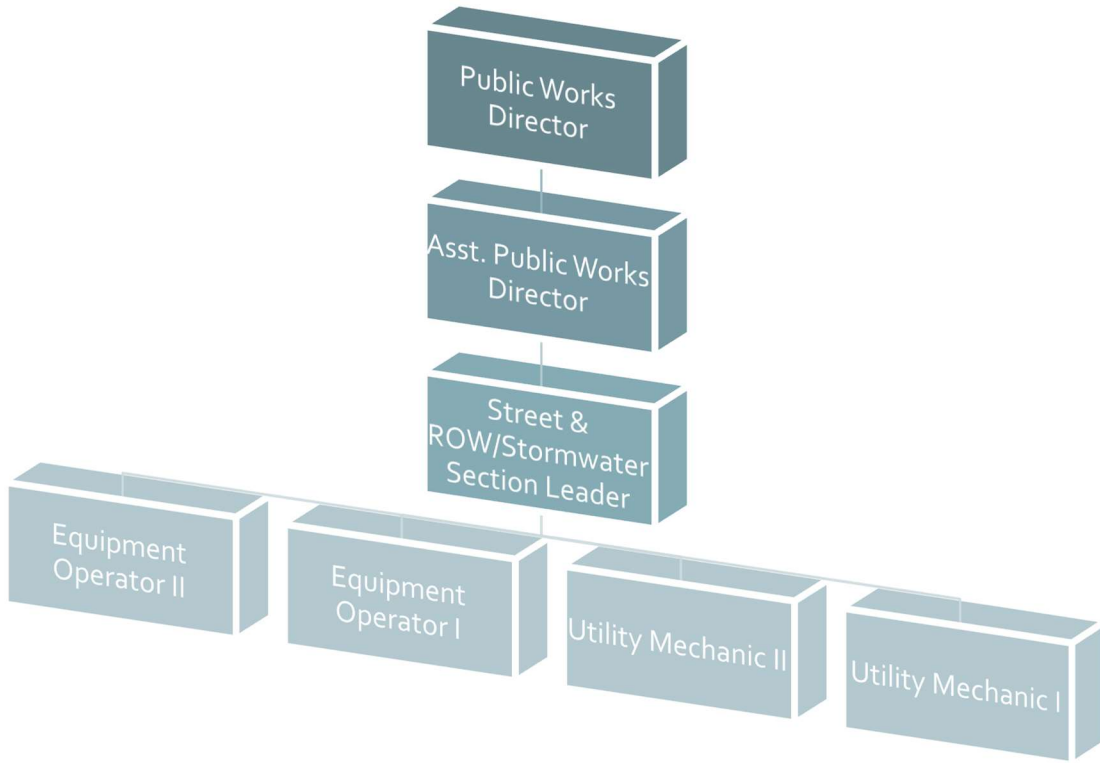 Public Works
Director
Asst. Public Works
Director
Street &
ROW/Stormwater
Section Leader
Equipment
Operator II
Equipment
Operator I
Utility Mechanic II
Utility Mechanic I